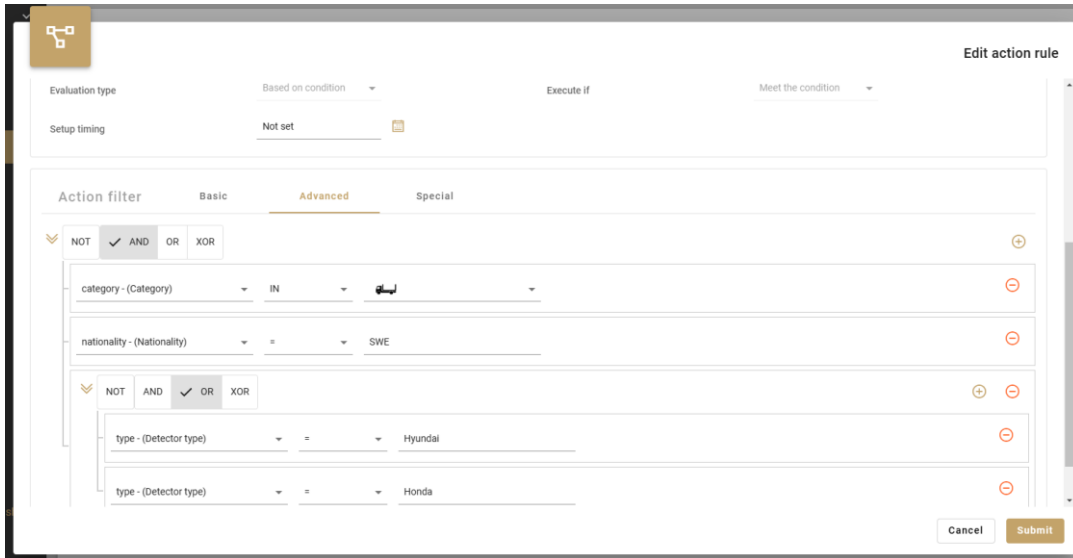 Edit action rule
Evaluation type Based on condition Execute if Meet the condition
Setup timing Not set
Action filter Basic Advanced Special
NOT AND OR XOR
category - (Category) IN
nationality - (Nationality) = SWE
NOT AND OR XOR
type - (Detector type) = Hyundai
type - (Detector type) = Honda
Cancel Submit